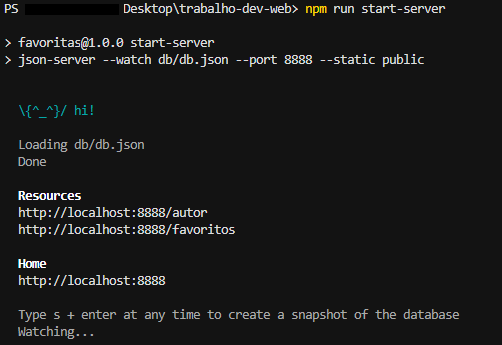 PS Desktop\trabalho-dev-web> npm run start-server
> favoritas@1.0.0 start-server
> json-server --watch db/db.json --port 8888 --static public
\{^_^}/ hi!
Loading db/db.json
Done
Resources
http://localhost:8888/autor
http://localhost:8888/favoritos
Home
http://localhost:8888
Type s + enter at any time to create a snapshot of the database
Watching...